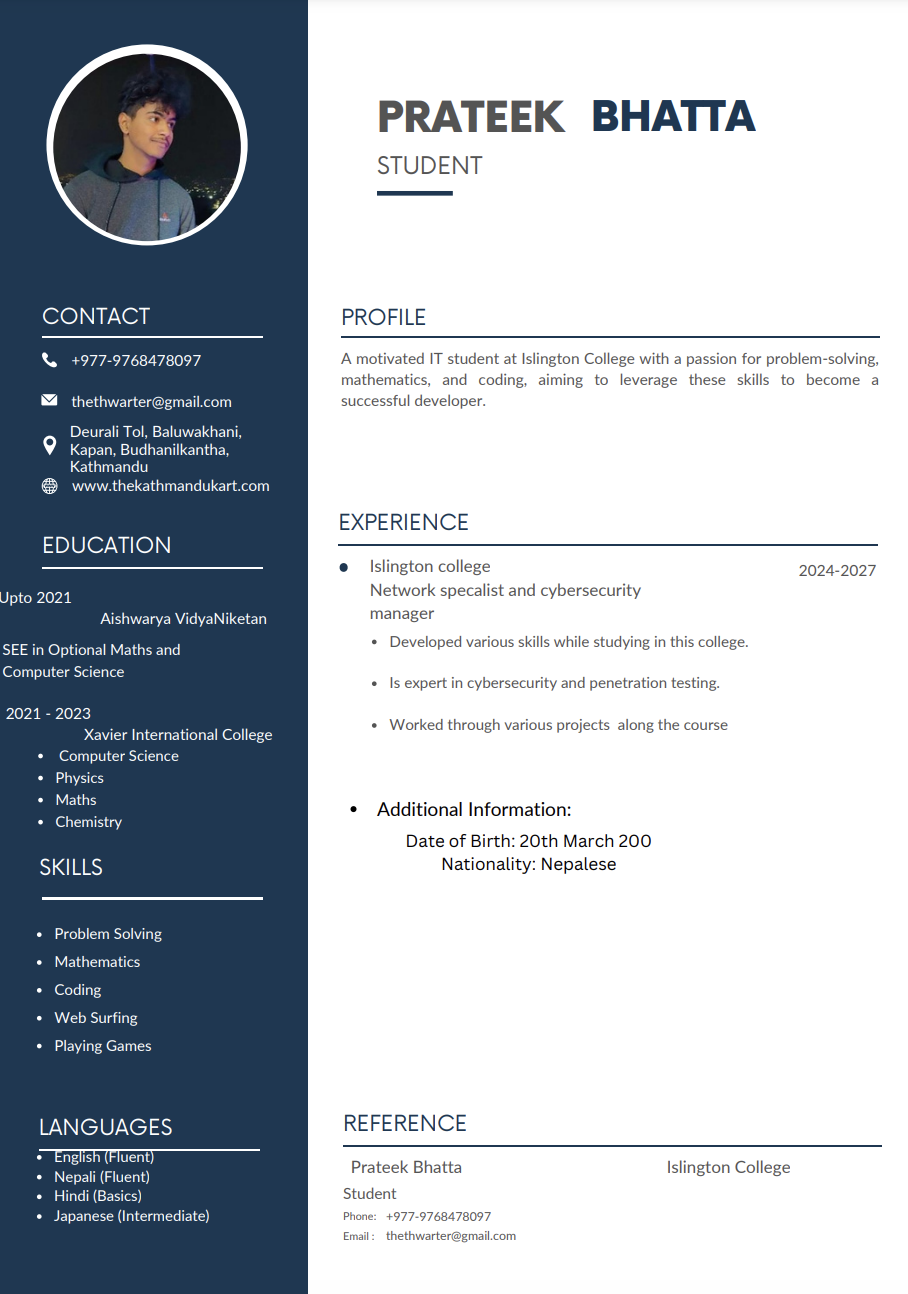 PRATEEK BHATTA
STUDENT
CONTACT
+977-9768478097
thethwarter@gmail.com
Deurali Tol, Baluwakhani,
Kapan, Budhanilkantha,
Kathmandu
www.thekathmandukart.com
EDUCATION
Upto 2021
Aishwarya VidyaNiketan
SEE in Optional Maths and
Computer Science
2021 - 2023
Xavier International College
• Computer Science
• Physics
• Maths
• Chemistry
SKILLS
• Problem Solving
• Mathematics
• Coding
• Web Surfing
• Playing Games
LANGUAGES
• English (Fluent)
• Nepali (Fluent)
• Hindi (Basics)
• Japanese (Intermediate)
PROFILE
A motivated IT student at Islington College with a passion for problem-solving,
mathematics, and coding, aiming to leverage these skills to become a
successful developer.
EXPERIENCE
• Islington college
2024-2027
Network specalist and cybersecurity
manager
• Developed various skills while studying in this college.
• Is expert in cybersecurity and penetration testing.
• Worked through various projects along the course
• Additional Information:
Date of Birth: 20th March 200
Nationality: Nepalese
REFERENCE
Prateek Bhatta
Islington College
Student
Phone: +977-9768478097
Email : thethwarter@gmail.com